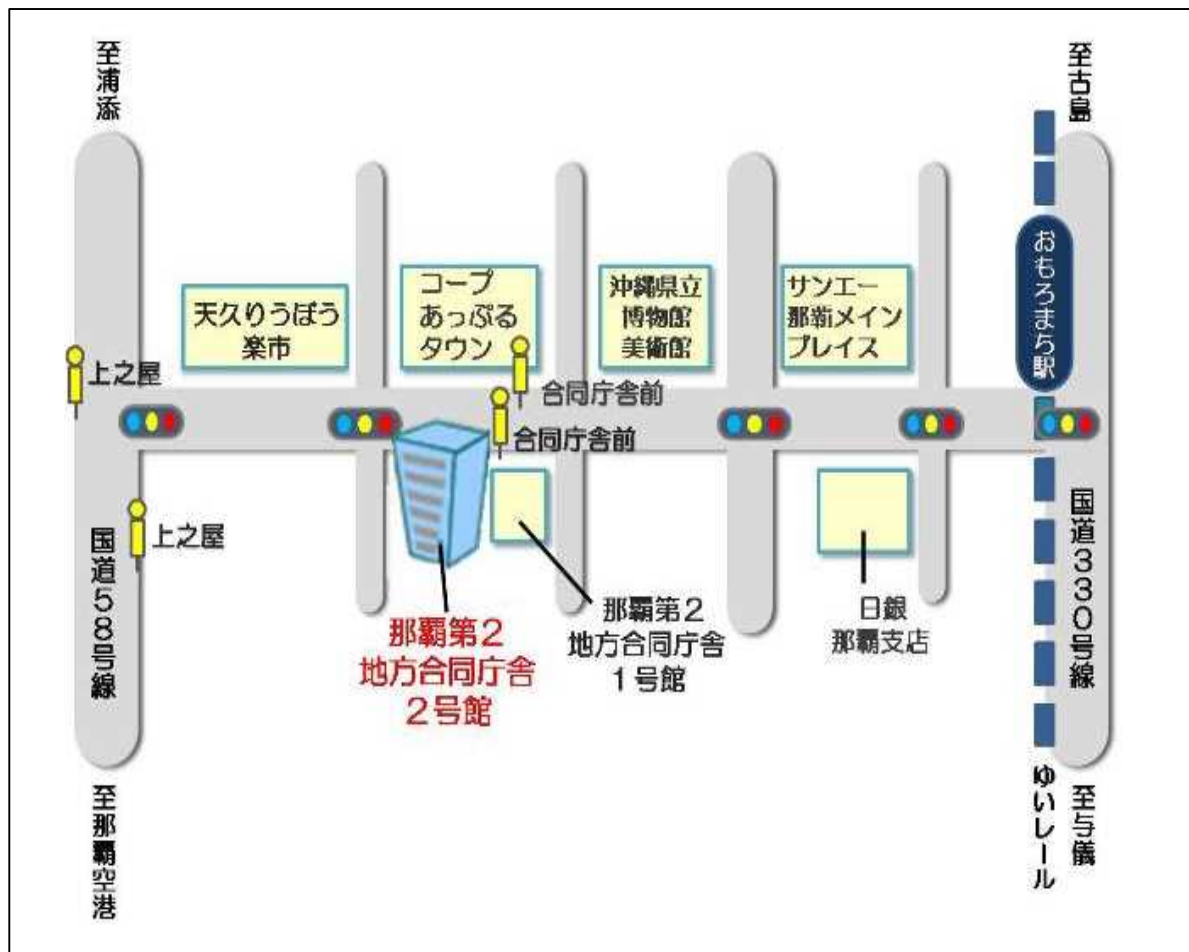 至浦添
至古島
おもろまち駅
天久りうぼう
楽市
コープ
あっぷる
タウン
沖縄県立
博物館
美術館
サンエー
那覇メイン
プレイス
上之屋
合同庁舎前
合同庁舎前
上之屋
国道58号線
国道330号線
那覇第2
地方合同庁舎
2号館
那覇第2
地方合同庁舎
1号館
日銀
那覇支店
至那覇空港
ゆいレール
至与儀